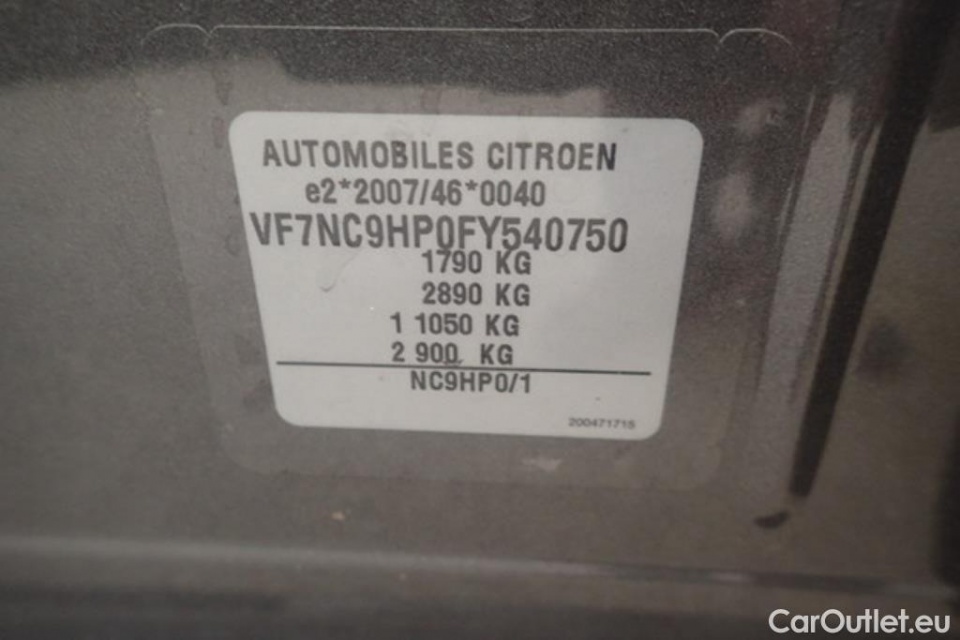 AUTOMOBILES CITROEN
e2*2007/46*0040
VF7NC9HP0FY540750
1790 KG
2890 KG
1 1050 KG
2 900 KG
NC9HP0/1
200471715
CarOutlet.eu